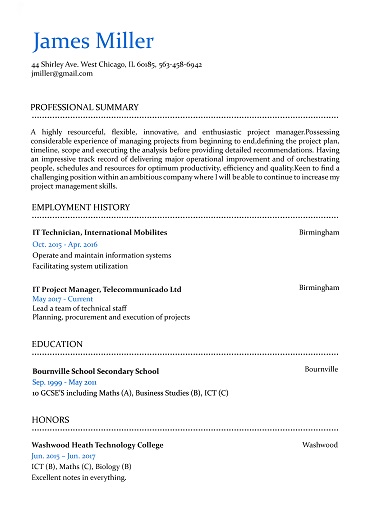 James Miller
44 Shirley Ave. West Chicago, IL 60185, 563-458-6942
jmiller@gmail.com
PROFESSIONAL SUMMARY
A highly resourceful, flexible, innovative, and enthusiastic project manager.Possessing
considerable experience of managing projects from beginning to end,defining the project plan,
timeline, scope and executing the analysis before providing detailed recommendations. Having
an impressive track record of delivering major operational improvement and of orchestrating
people, schedules and resources for optimum productivity, efficiency and quality.Keen to find a
challenging position within an ambitious company where I will be able to continue to increase my
project management skills.
EMPLOYMENT HISTORY
IT Technician, International Mobilites Birmingham
Oct. 2015 - Apr. 2016
Operate and maintain information systems
Facilitating system utilization
IT Project Manager, Telecommunicado Ltd Birmingham
May 2017 - Current
Lead a team of technical staff
Planning, procurement and execution of projects
EDUCATION
Bournville School Secondary School Bournville
Sep. 1999 - May 2011
10 GCSE'S including Maths (A), Business Studies (B), ICT (C)
HONORS
Washwood Heath Technology College Washwood
Jun. 2015 – Jun. 2017
ICT (B), Maths (C), Biology (B)
Excellent notes in everything.